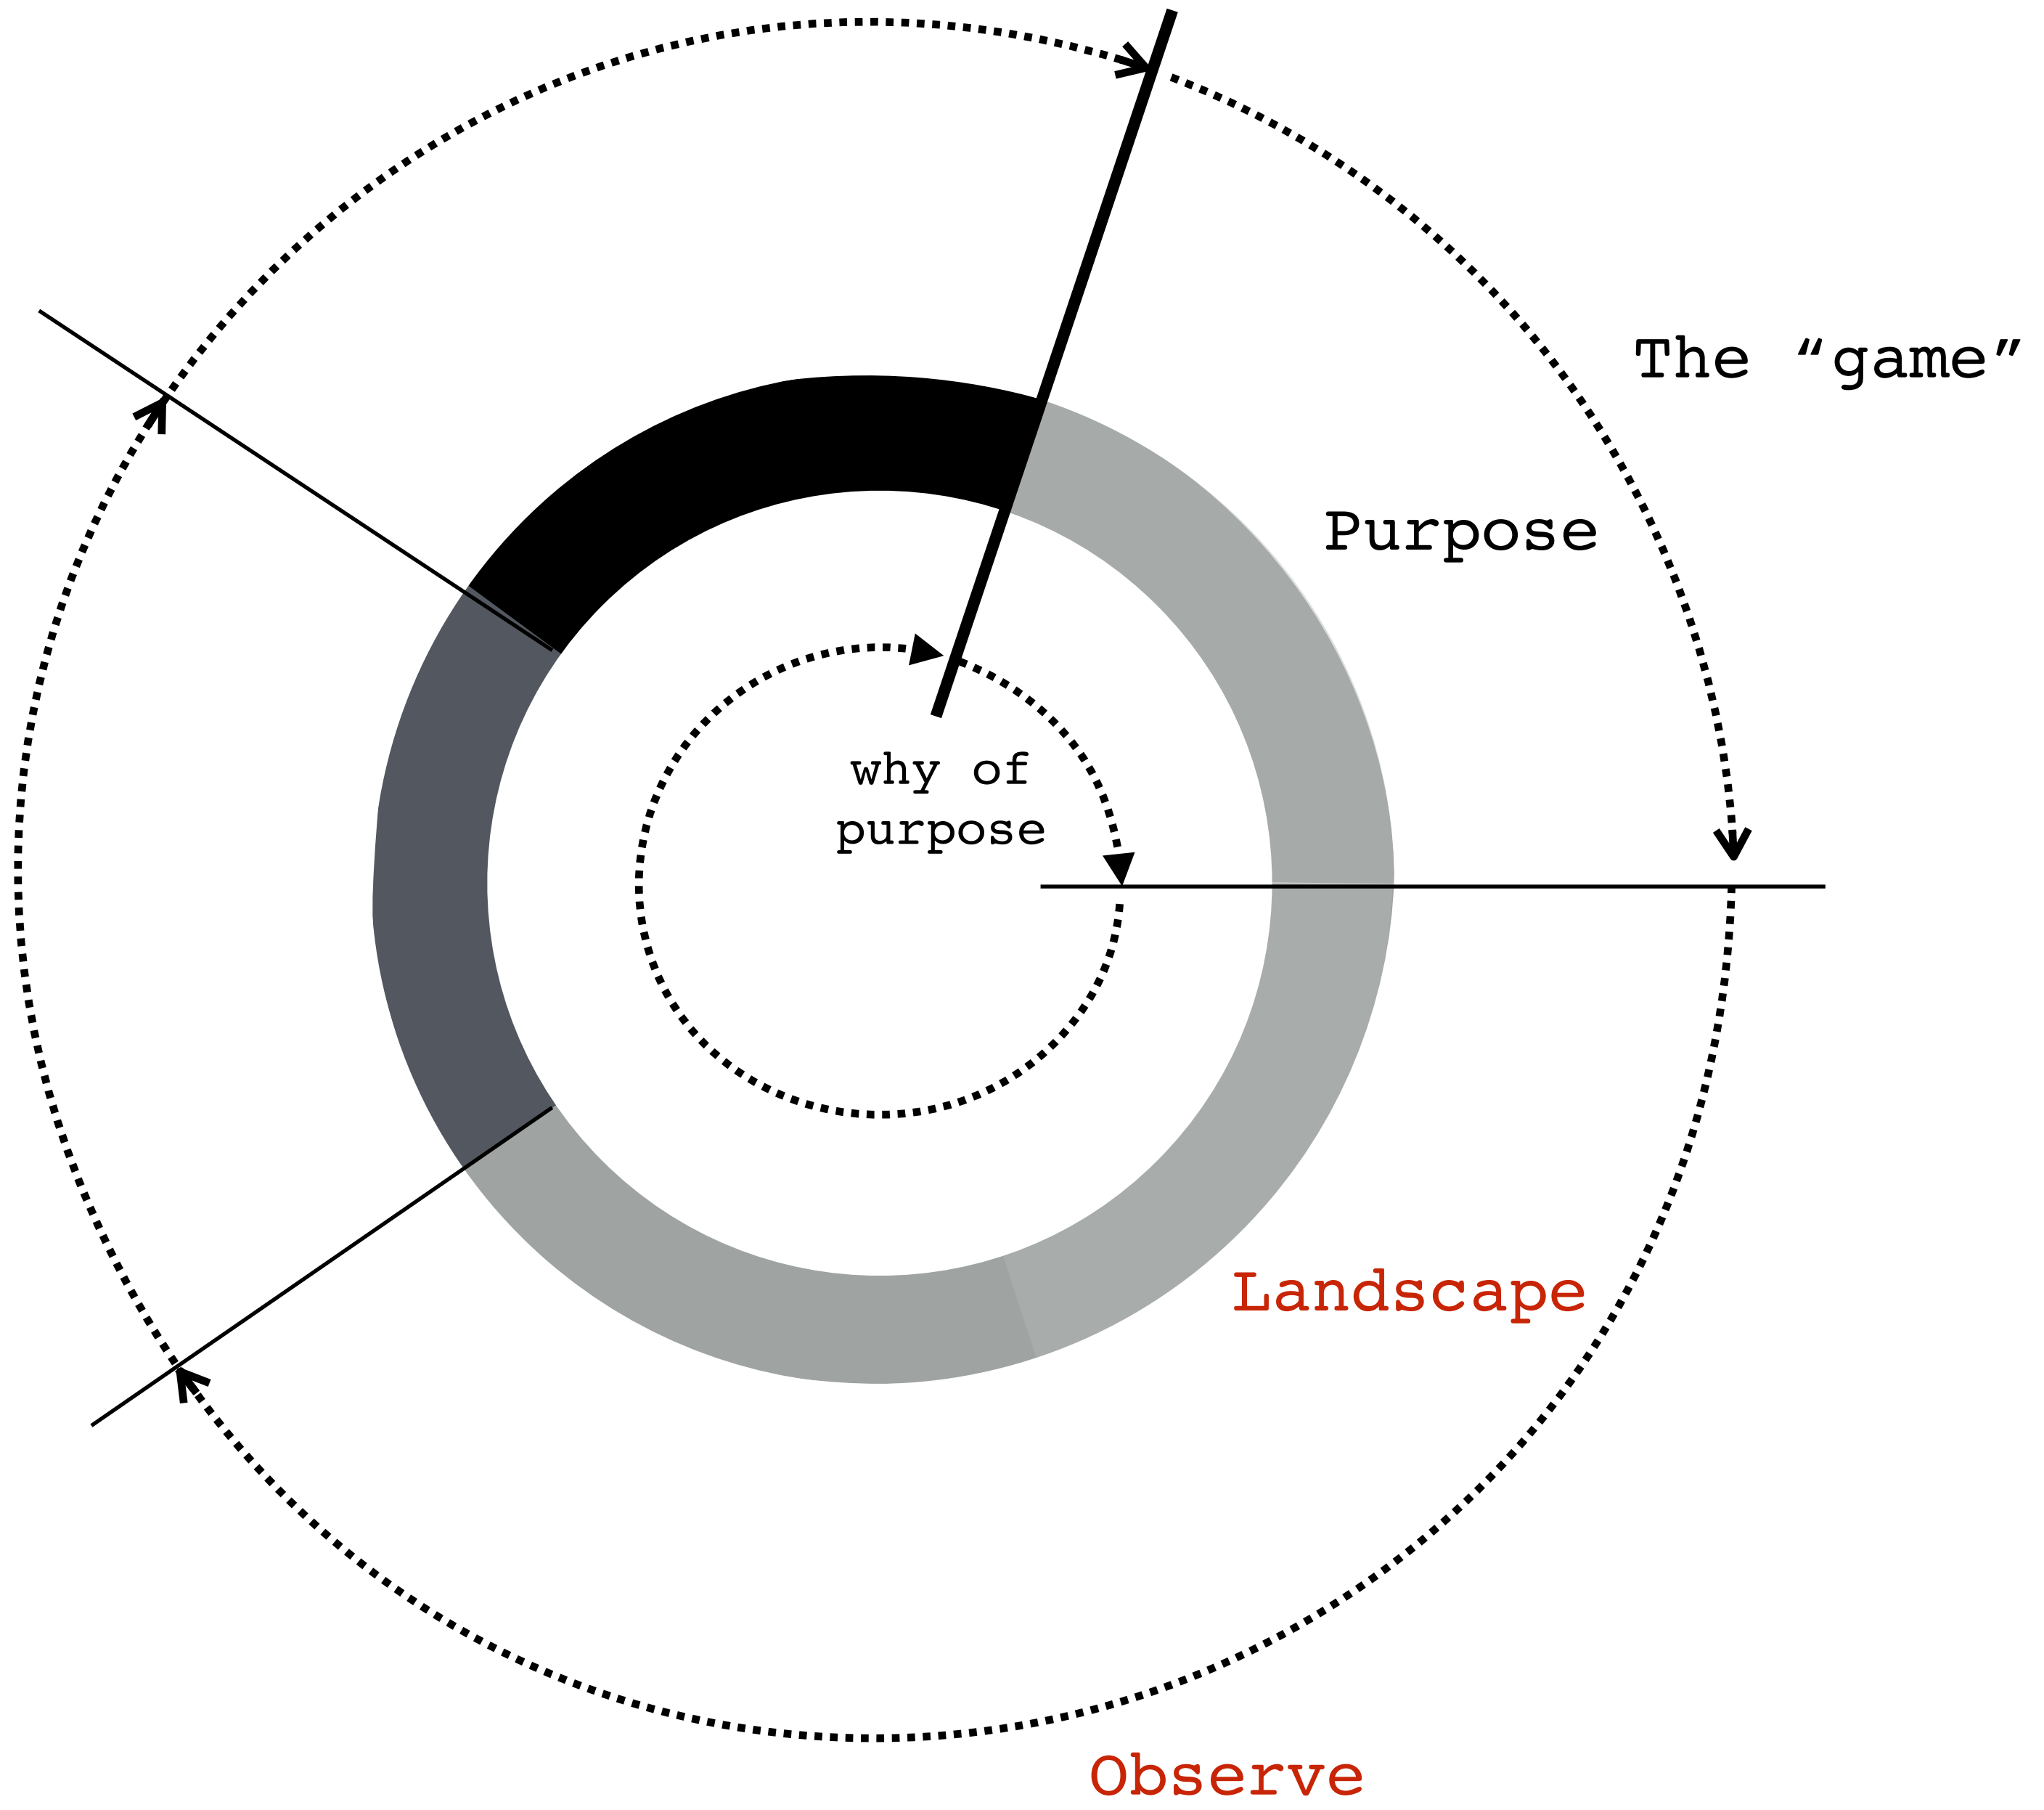 The “game”
Purpose
why of
purpose
Landscape
Observe